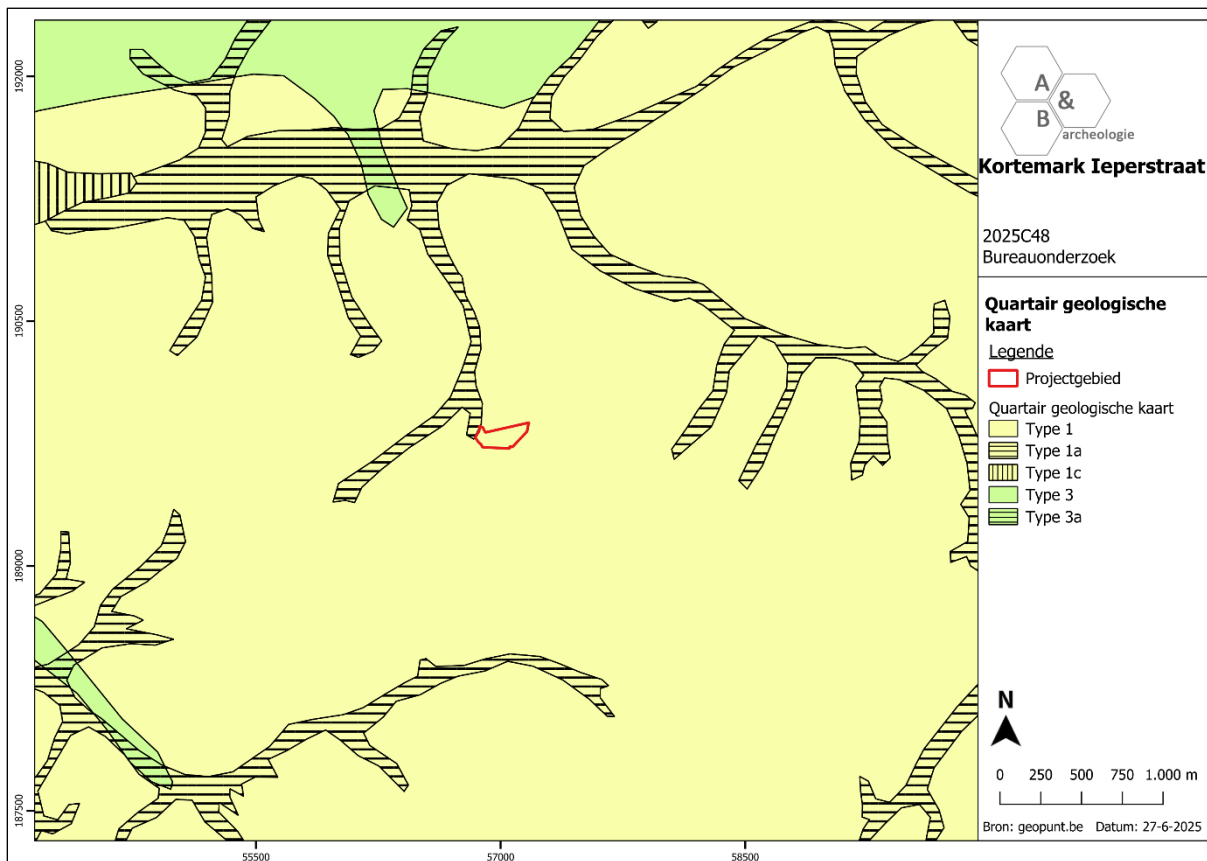 192000
190500
189000
187500
55500
57000
58500
A
&
B
archeologie
Kortemark Ieperstraat
2025C48
Bureauonderzoek
Quartair geologische
kaart
Legende
Projectgebied
Quartair geologische kaart
Type 1
Type 1a
Type 1c
Type 3
Type 3a
N
0 250 500 750 1.000 m
Bron: geopunt.be Datum: 27-6-2025